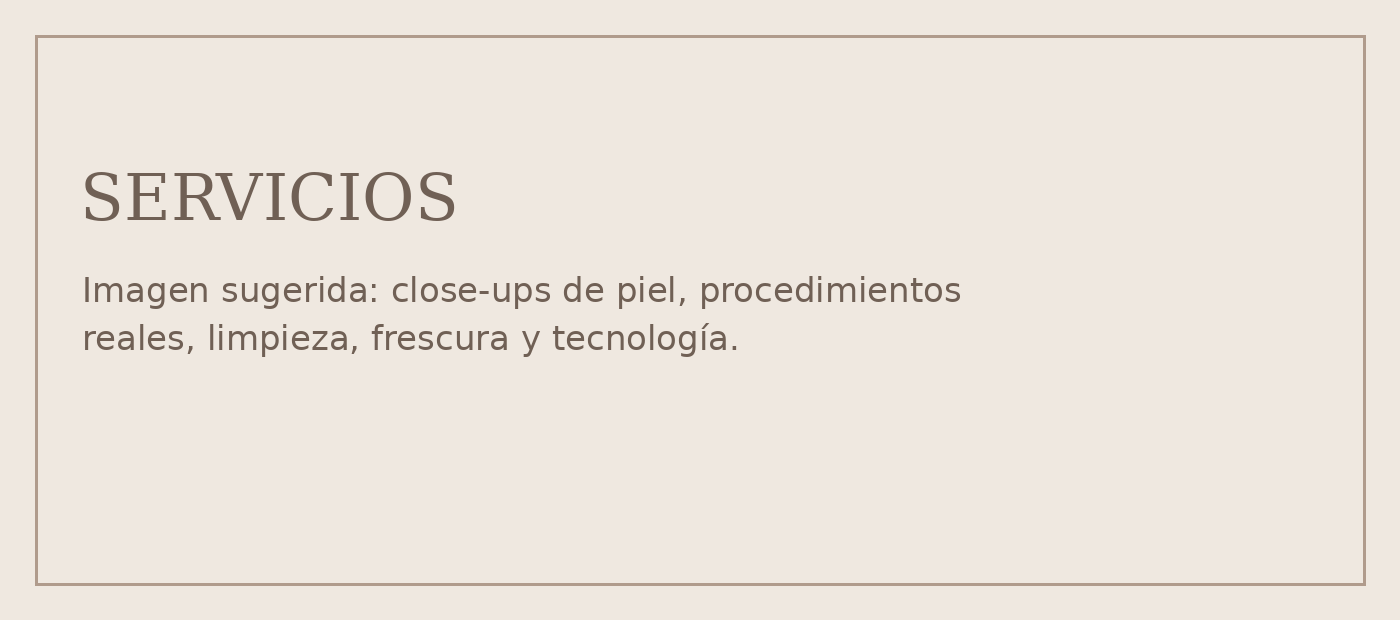 SERVICIOS
Imagen sugerida: close-ups de piel, procedimientos
reales, limpieza, frescura y tecnología.